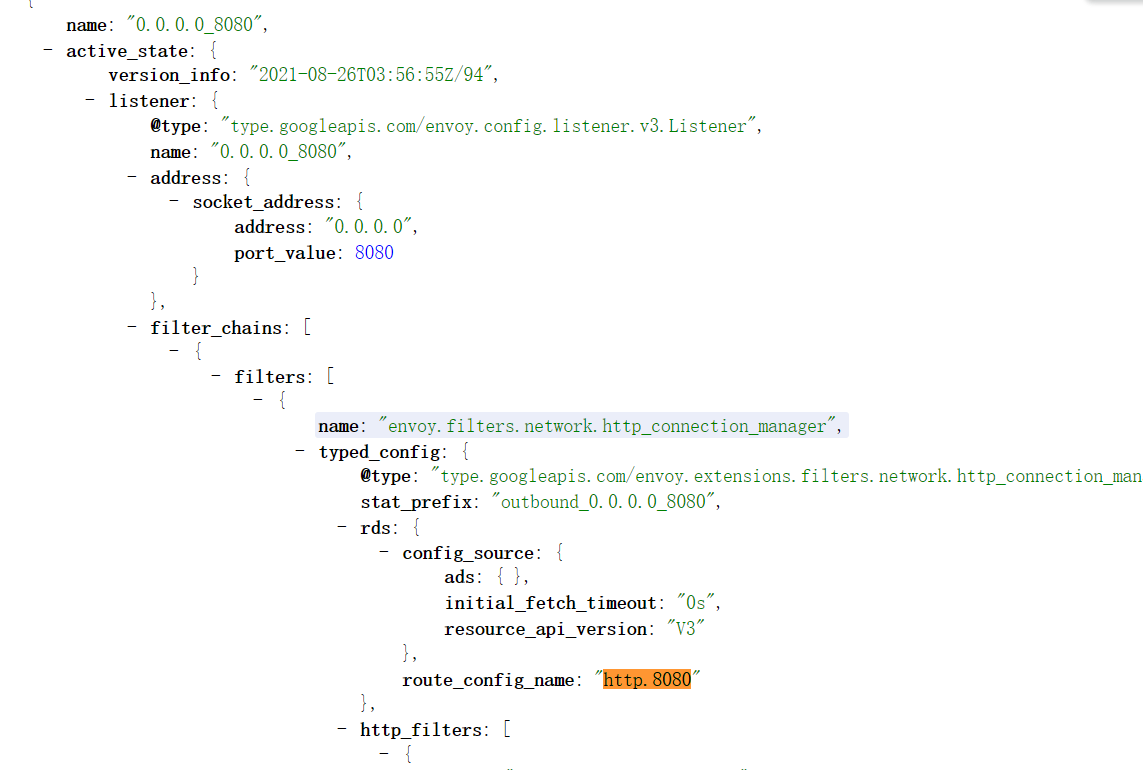 {
name: "0.0.0.0_8080",
- active_state: {
version_info: "2021-08-26T03:56:55Z/94",
- listener: {
@type: "type.googleapis.com/envoy.config.listener.v3.Listener",
name: "0.0.0.0_8080",
- address: {
- socket_address: {
address: "0.0.0.0",
port_value: 8080
}
},
- filter_chains: [
- {
- filters: [
- {
name: "envoy.filters.network.http_connection_manager",
- typed_config: {
@type: "type.googleapis.com/envoy.extensions.filters.network.http_connection_man
stat_prefix: "outbound_0.0.0.0_8080",
- rds: {
- config_source: {
ads: { },
initial_fetch_timeout: "0s",
resource_api_version: "V3"
},
route_config_name: "http.8080"
},
- http_filters: [
- {